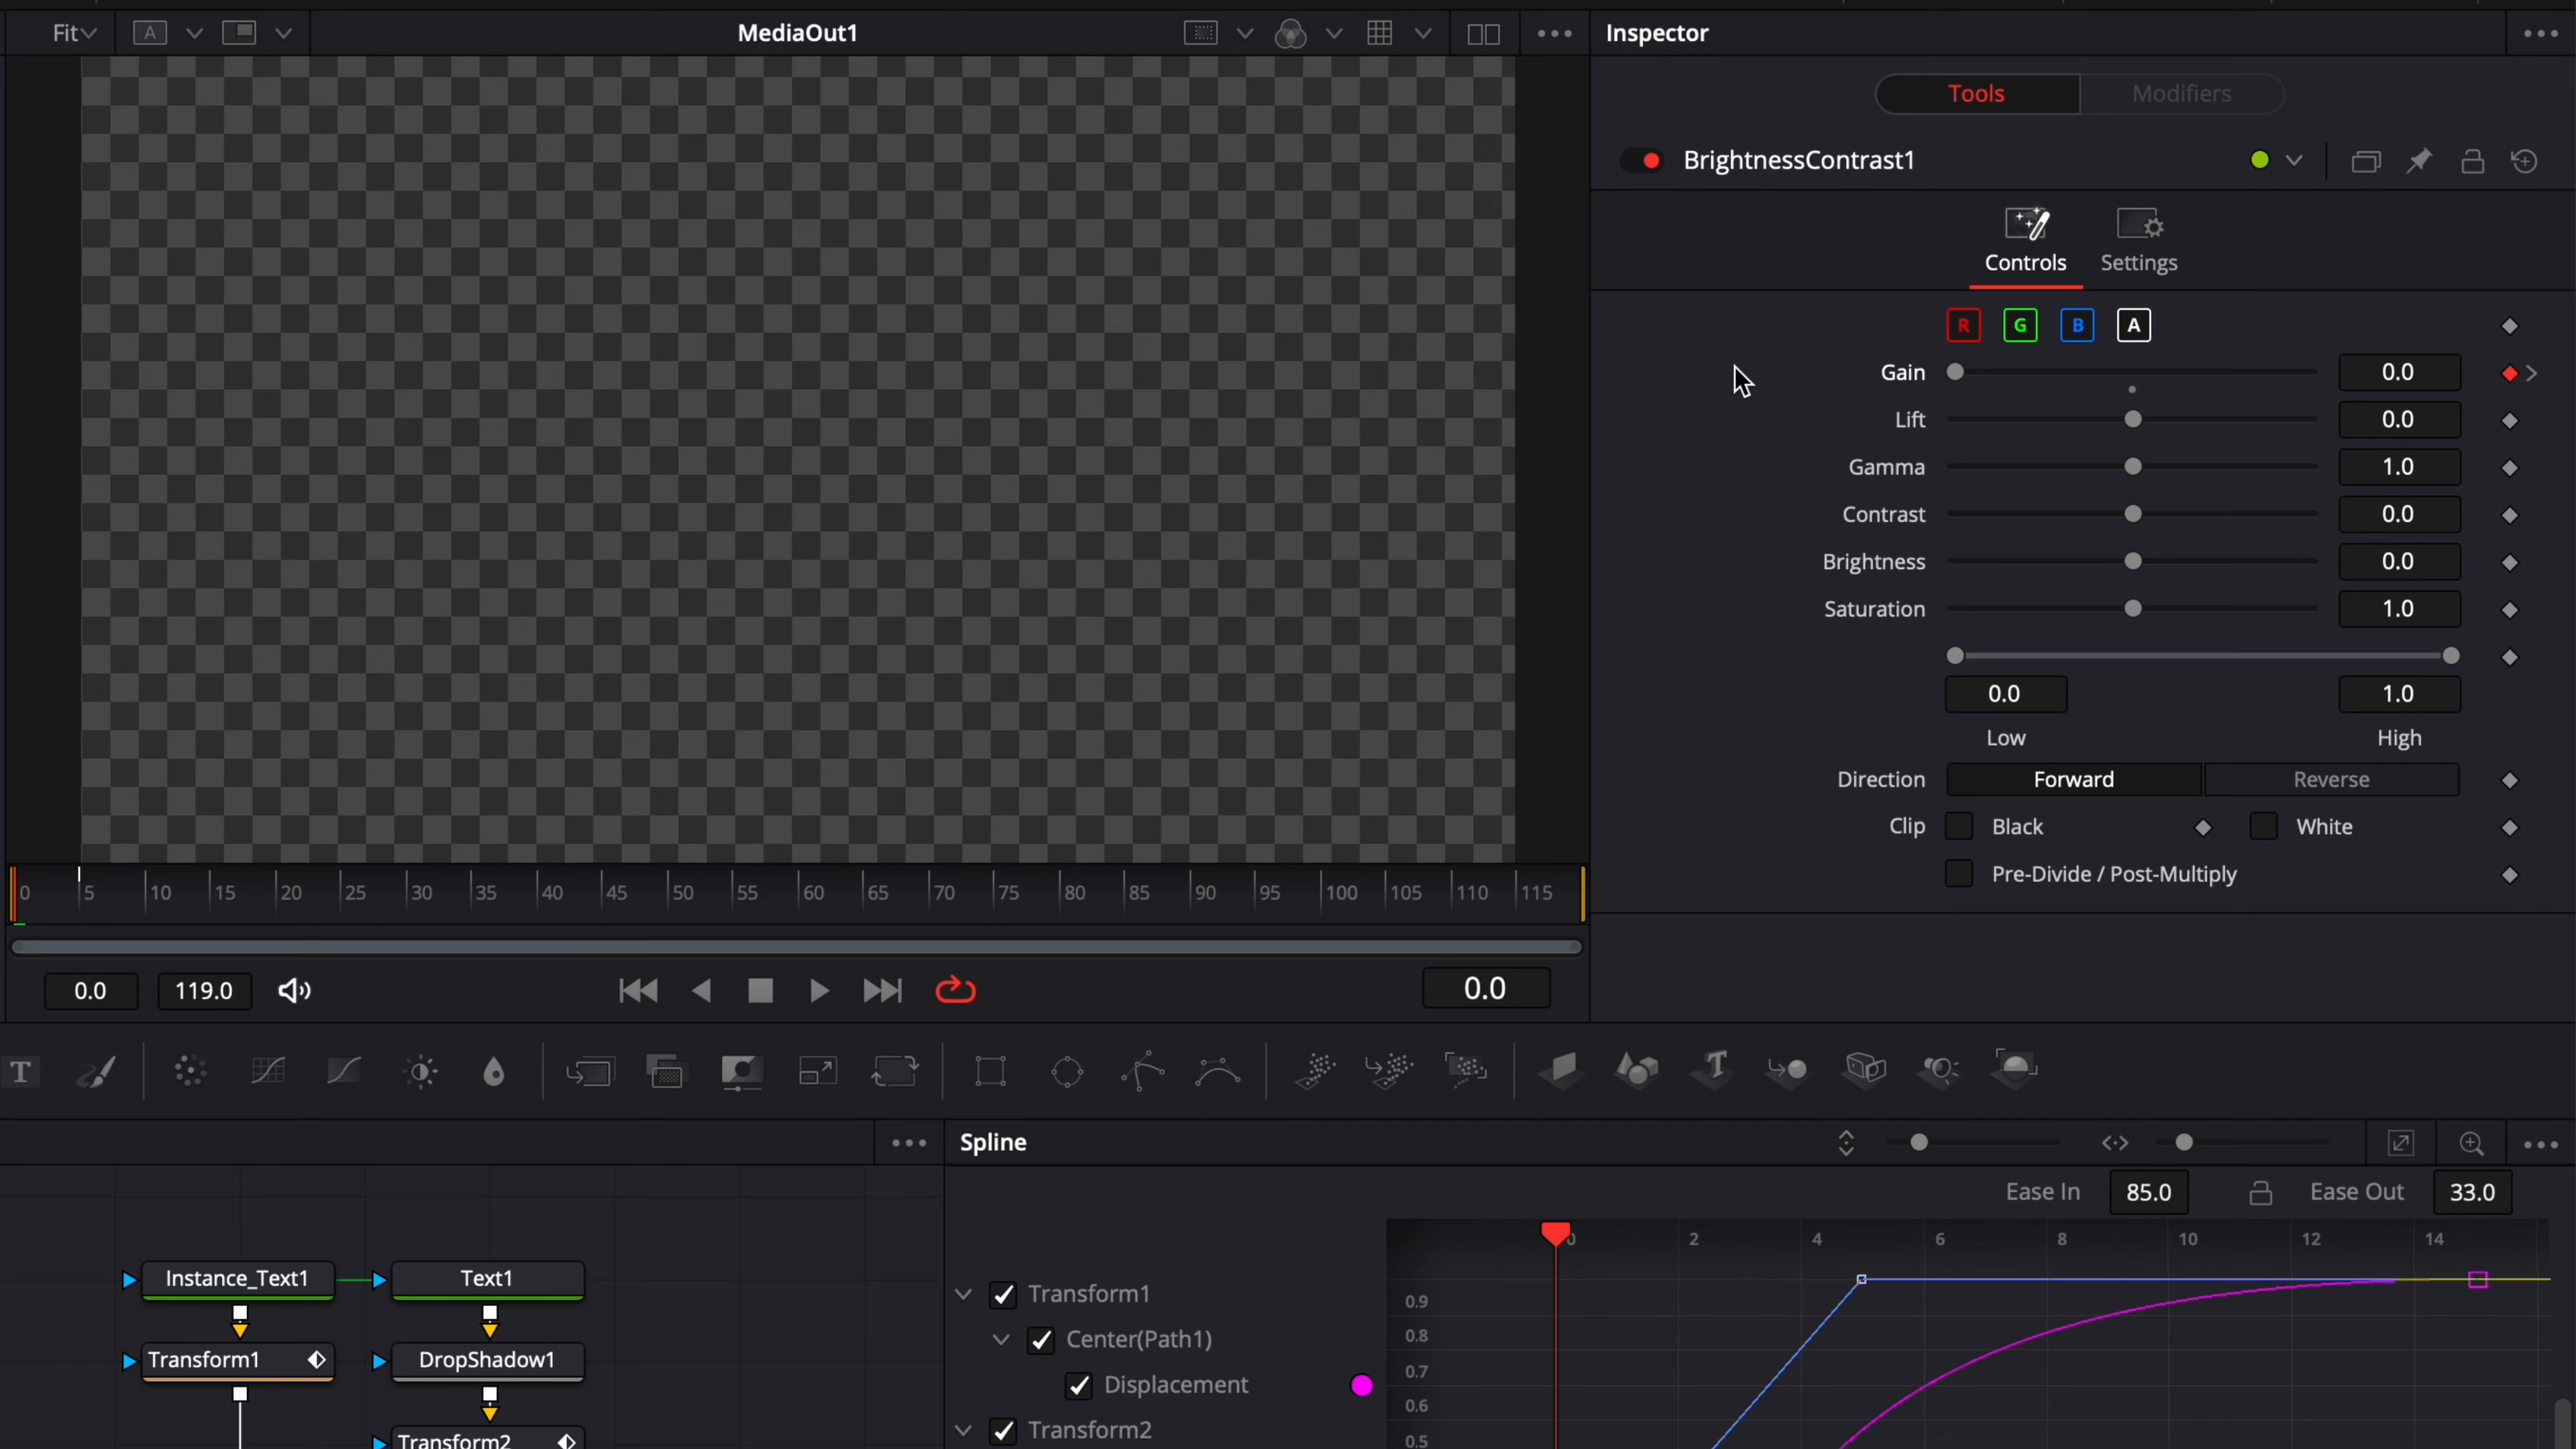 Fit
A
MediaOut1
Inspector
Tools
Modifiers
BrightnessContrast1
Controls
Settings
R G B A
Gain 0.0
Lift 0.0
Gamma 1.0
Contrast 0.0
Brightness 0.0
Saturation 1.0
0.0 1.0
Low High
Direction Forward Reverse
Clip Black White
Pre-Divide / Post-Multiply
0 5 10 15 20 25 30 35 40 45 50 55 60 65 70 75 80 85 90 95 100 105 110 115
0.0 119.0 0.0
T
T
Spline
Ease In 85.0 Ease Out 33.0
0 2 4 6 8 10 12 14
Instance_Text1
Text1
Transform1
DropShadow1
Transform2
Transform1
Center(Path1)
Displacement
Transform2
0.9
0.8
0.7
0.6
0.5